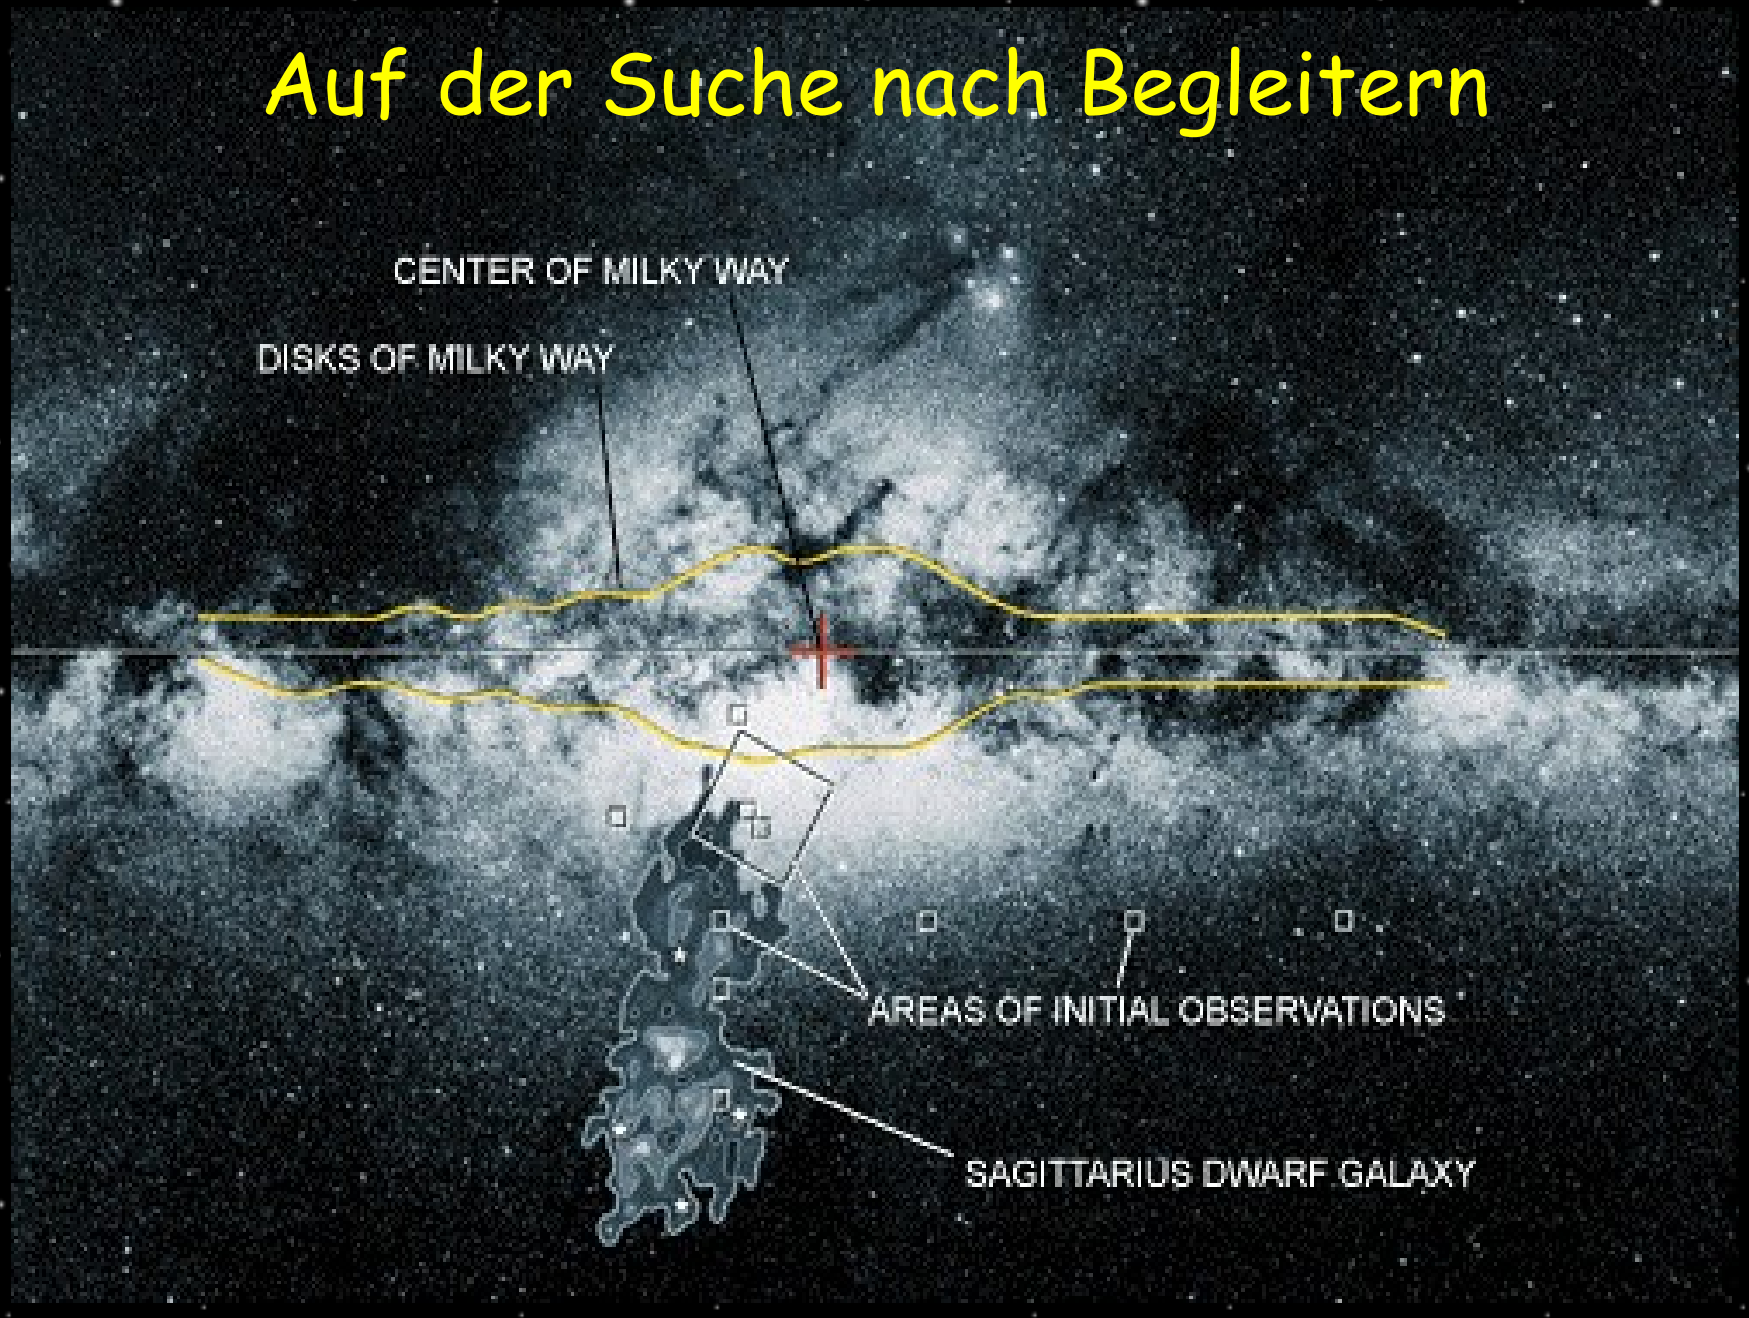 Auf der Suche nach Begleitern
CENTER OF MILKY WAY
DISKS OF MILKY WAY
AREAS OF INITIAL OBSERVATIONS
SAGITTARIUS DWARF GALAXY